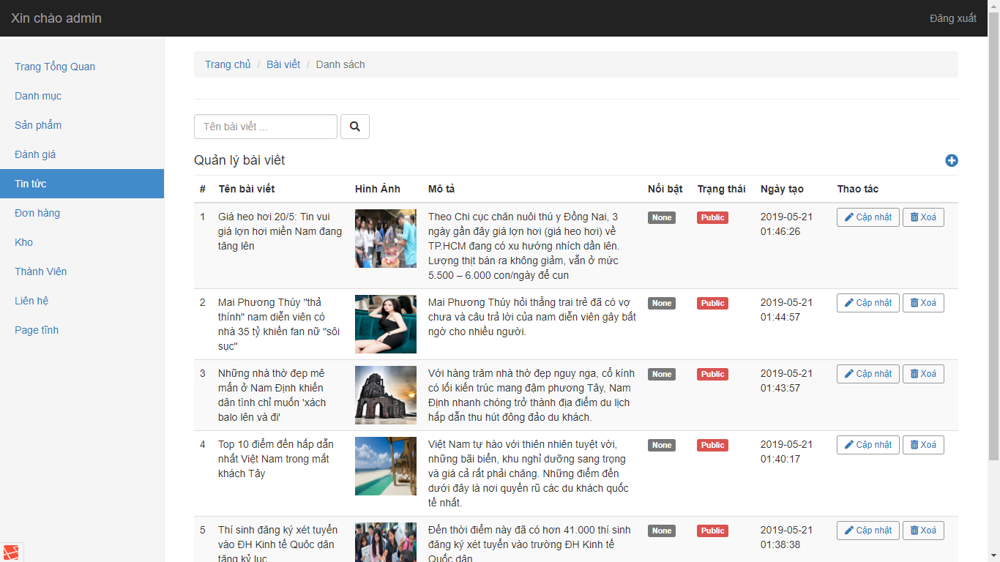 Xin chào admin
Đăng xuất
Trang Tổng Quan
Danh mục
Sản phẩm
Đánh giá
Tin tức
Đơn hàng
Kho
Thành Viên
Liên hệ
Page tĩnh
Trang chủ / Bài viết / Danh sách
Tên bài viết ...
Quản lý bài viết
# Tên bài viết Hình Ảnh Mô tả Nổi bật Trạng thái Ngày tạo Thao tác
1
Giá heo hơi 20/5: Tin vui
giá lợn hơi miền Nam đang
tăng lên
Theo Chi cục chăn nuôi thú y Đồng Nai, 3
ngày gần đây giá lợn hơi (giá heo hơi) về
TP.HCM đang có xu hướng nhích dần lên.
Lượng thịt bán ra không giảm, vẫn ở mức
5.500 – 6.000 con/ngày để cun
None
Public
2019-05-21
01:46:26
Cập nhật Xoá
2
Mai Phương Thúy "thả
thính" nam diễn viên có
nhà 35 tỷ khiến fan nữ "sôi
sục"
Mai Phương Thúy hỏi thẳng trai trẻ đã có vợ
chưa và câu trả lời của nam diễn viên gây bất
ngờ cho nhiều người.
None
Public
2019-05-21
01:44:57
Cập nhật Xoá
3
Những nhà thờ đẹp mê
mẩn ở Nam Định khiến
dân tình chỉ muốn 'xách
balo lên và đi'
Với hàng trăm nhà thờ đẹp nguy nga, cổ kính
có lối kiến trúc mang đậm phương Tây, Nam
Định nhanh chóng trở thành địa điểm du lịch
hấp dẫn thu hút đông đảo du khách.
None
Public
2019-05-21
01:43:57
Cập nhật Xoá
4
Top 10 điểm đến hấp dẫn
nhất Việt Nam trong mắt
khách Tây
Việt Nam tự hào với thiên nhiên tuyệt vời,
những bãi biển, khu nghỉ dưỡng sang trọng
và giá cả rất phải chăng. Những điểm đến
dưới đây là nơi quyến rũ các du khách quốc
tế nhất.
None
Public
2019-05-21
01:40:17
Cập nhật Xoá
5
Thí sinh đăng ký xét tuyển
vào ĐH Kinh tế Quốc dân
tăng kỷ lục
Đến thời điểm này đã có hơn 41.000 thí sinh
đăng ký xét tuyển vào trường ĐH Kinh tế
Quốc dân
None
Public
2019-05-21
01:38:38
Cập nhật Xoá